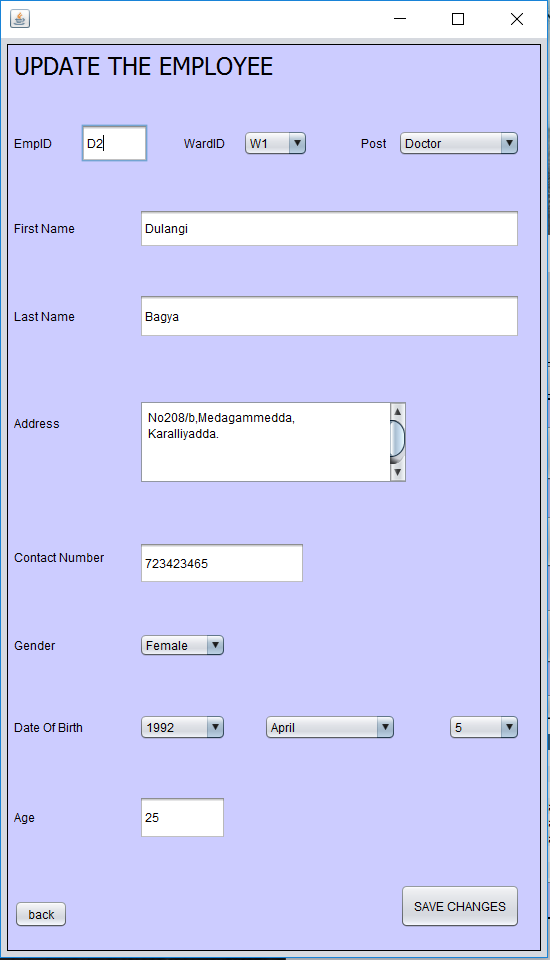 UPDATE THE EMPLOYEE
EmpID D2 WardID W1 Post Doctor
First Name Dulangi
Last Name Bagya
Address No208/b,Medagammedda,
Karalliyadda.
Contact Number 723423465
Gender Female
Date Of Birth 1992 April 5
Age 25
back SAVE CHANGES